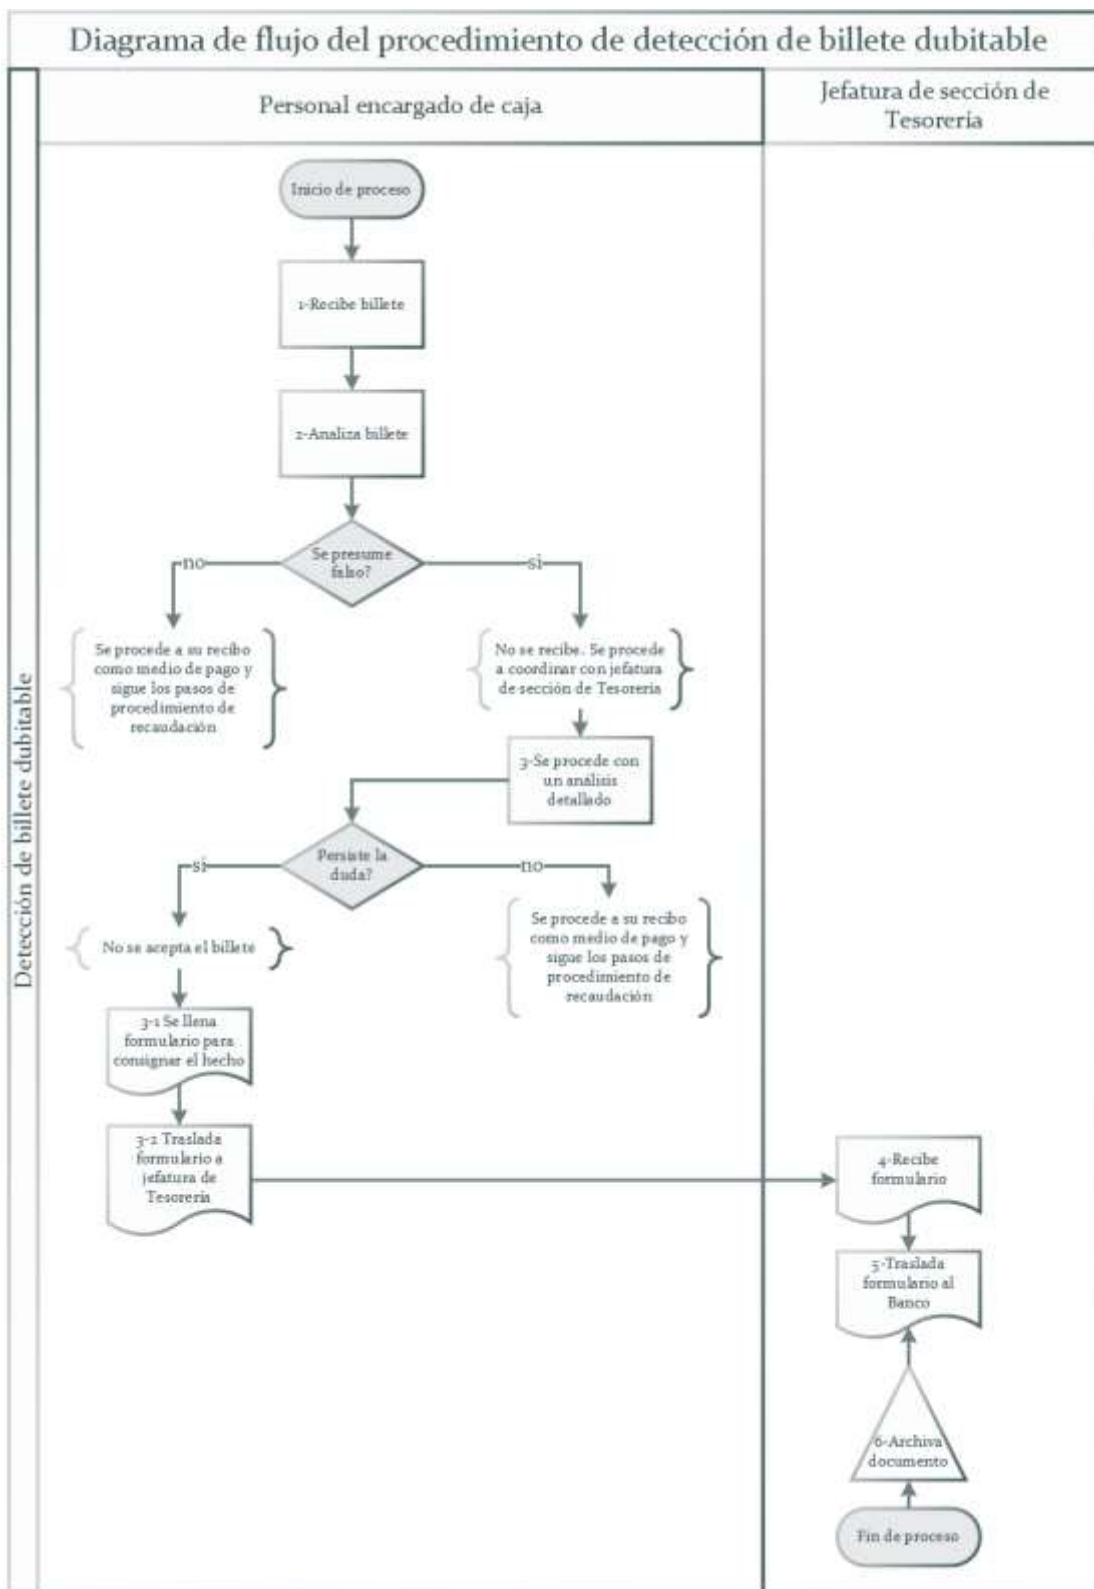 Diagrama de flujo del procedimiento de detección de billete dubitable
Personal encargado de caja
Jefatura de sección de
Tesorería
Detección de billete dubitable
Inicio de proceso
1-Recibe billete
2-Analiza billete
Se presume
falso?
no
si
Se procede a su recibo
como medio de pago y
sigue los pasos de
procedimiento de
recaudación
No se recibe. Se procede
a coordinar con jefatura
de sección de Tesorería
3-Se procede con
un análisis
detallado
Persiste la
duda?
si
no
No se acepta el billete
Se procede a su recibo
como medio de pago y
sigue los pasos de
procedimiento de
recaudación
3-1 Se llena
formulario para
consignar el hecho
3-2 Traslada
formulario a
jefatura de
Tesorería
4-Recibe
formulario
5-Traslada
formulario al
Banco
6-Archiva
documento
Fin de proceso